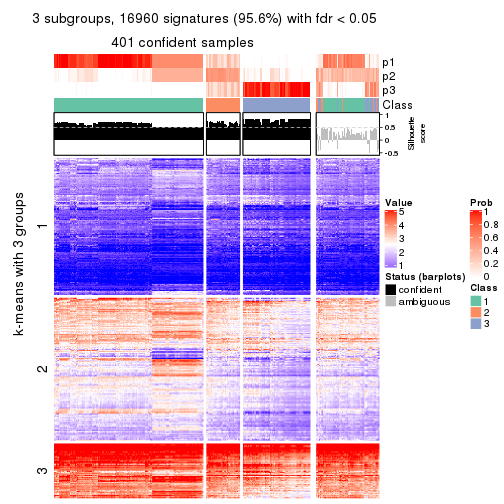 3 subgroups, 16960 signatures (95.6%) with fdr < 0.05
401 confident samples
p1
p2
p3
Class
1
0.5
0
-0.5
Silhouette
score
k-means with 3 groups
1
2
3
Value
5
4
3
2
1
Status (barplots)
confident
ambiguous
Prob
1
0.8
0.6
0.4
0.2
0
Class
1
2
3